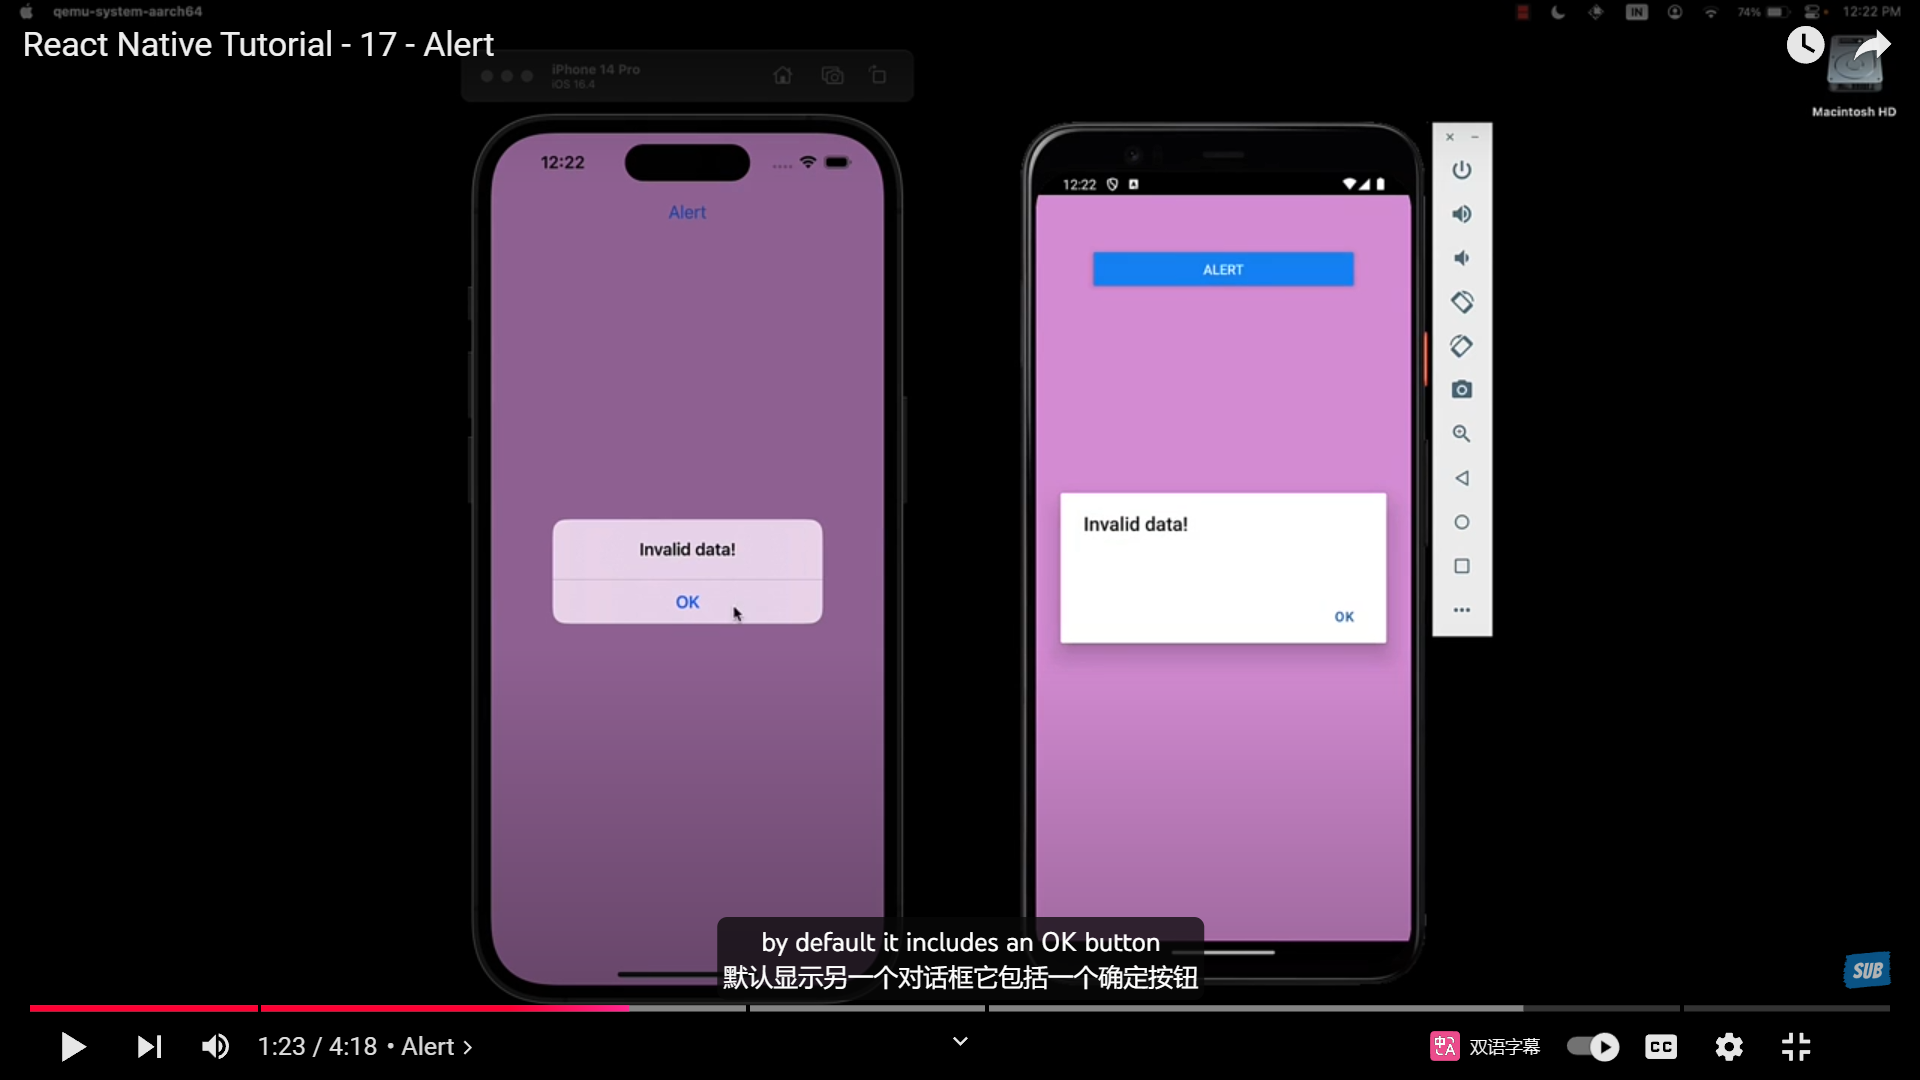 qemu-system-aarch64
IN
74%
12:22 PM
React Native Tutorial - 17 - Alert
iPhone 14 Pro
iOS 16.4
Macintosh HD
12:22
Alert
12:22
ALERT
Invalid data!
OK
Invalid data!
OK
by default it includes an OK button
默认显示另一个对话框它包括一个确定按钮
SUB
1:23 / 4:18 • Alert
双语字幕
CC